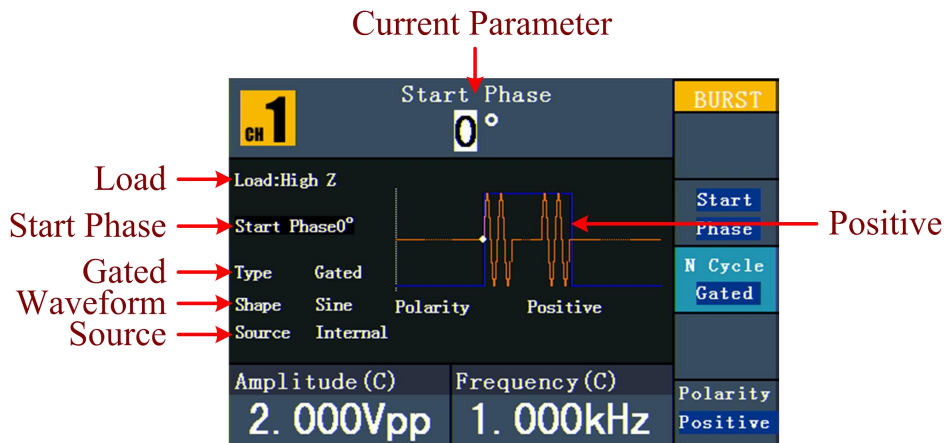 Current Parameter
CH 1
Start Phase
0°
BURST
Load
Load:High Z
Start Phase
Start Phase0°
Gated
Type Gated
Waveform
Shape Sine
Source
Source Internal
Polarity Positive
Positive
Start
Phase
N Cycle
Gated
Polarity
Positive
Amplitude(C)
2.000Vpp
Frequency(C)
1.000kHz